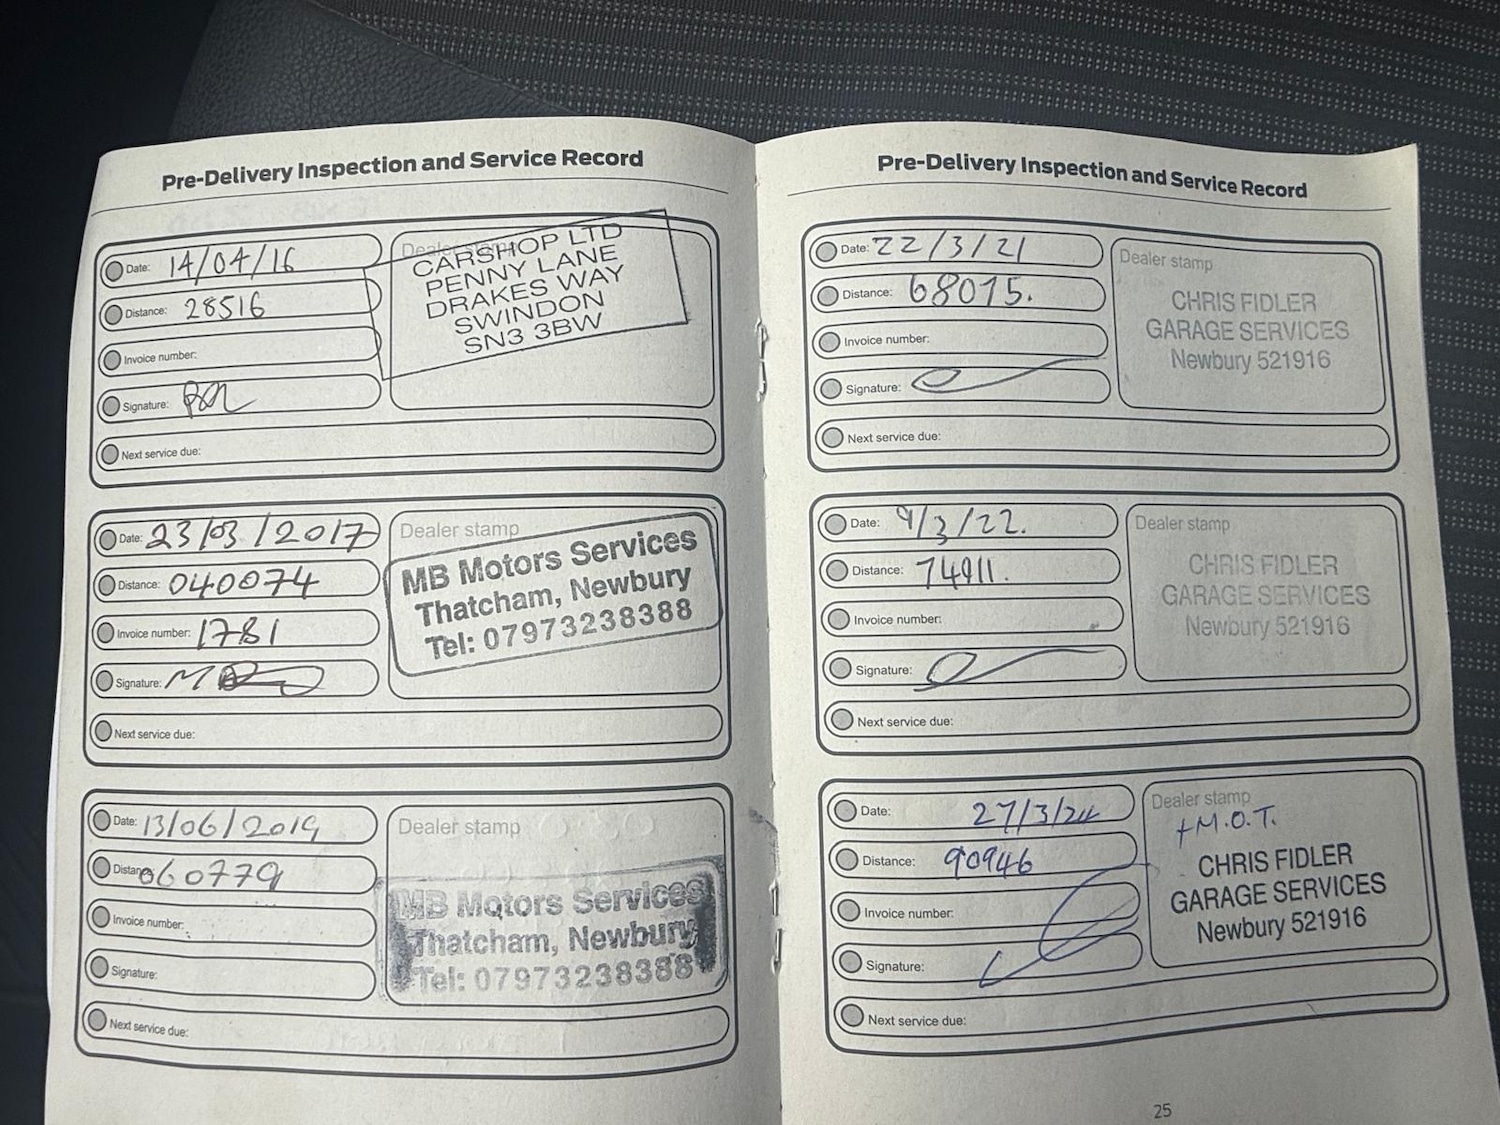 Pre-Delivery Inspection and Service Record
Date: 14/04/16
Distance: 28516
Invoice number:
Signature:
Next service due:
Dealer stamp
CARSHOP LTD
PENNY LANE
DRAKES WAY
SWINDON
SN3 3BW
Date: 23/03/2017
Distance: 040074
Invoice number: 1781
Signature:
Next service due:
Dealer stamp
MB Motors Services
Thatcham, Newbury
Tel: 07973238388
Date: 13/06/2019
Distance: 060779
Invoice number:
Signature:
Next service due:
Dealer stamp
MB Motors Services
Thatcham, Newbury
Tel: 07973238388
Pre-Delivery Inspection and Service Record
Date: 22/3/21
Distance: 68015.
Invoice number:
Signature:
Next service due:
Dealer stamp
CHRIS FIDLER
GARAGE SERVICES
Newbury 521916
Date: 9/3/22.
Distance: 74911.
Invoice number:
Signature:
Next service due:
Dealer stamp
CHRIS FIDLER
GARAGE SERVICES
Newbury 521916
Date: 27/3/24
Distance: 90946
Invoice number:
Signature:
Next service due:
Dealer stamp
+M.O.T.
CHRIS FIDLER
GARAGE SERVICES
Newbury 521916
25